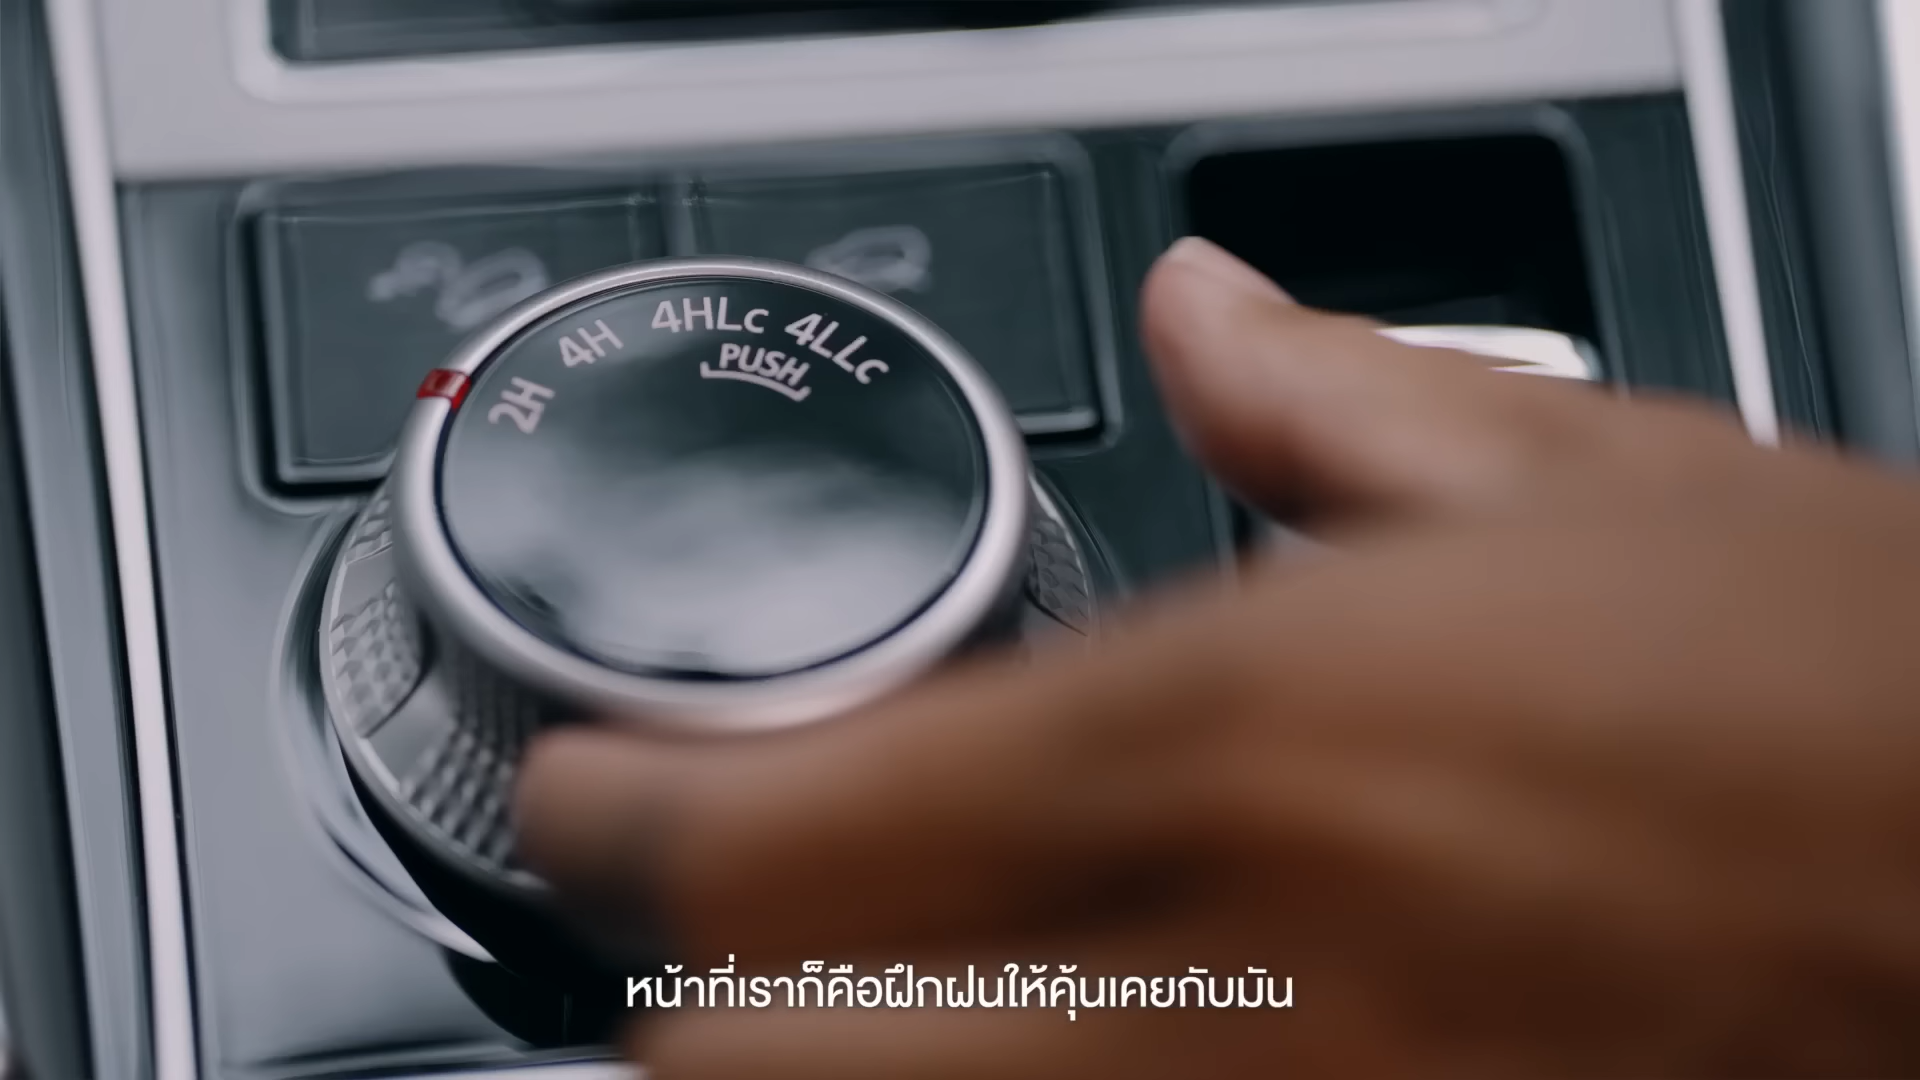 2H 4H 4HLc 4LLc
PUSH
หน้าที่เราก็คือฝึกฝนให้คุ้นเคยกับมัน